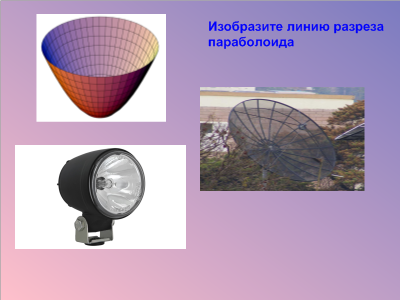 Изобразите линию разреза
параболоида